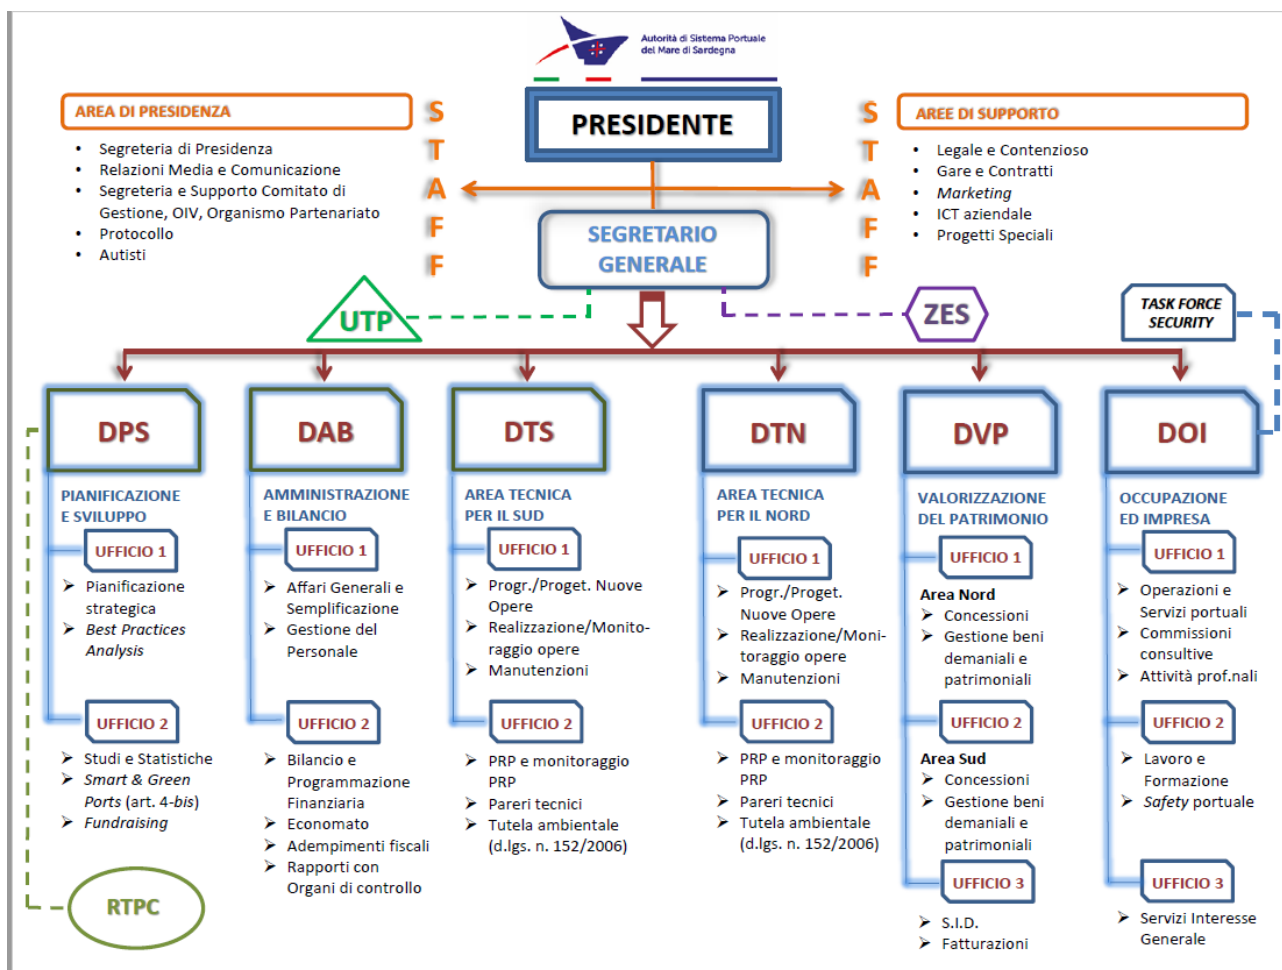 Autorità di Sistema Portuale
del Mare di Sardegna
PRESIDENTE
AREA DI PRESIDENZA
• Segreteria di Presidenza
• Relazioni Media e Comunicazione
• Segreteria e Supporto Comitato di
Gestione, OIV, Organismo Partenariato
• Protocollo
• Autisti
S
T
A
F
F
S
T
A
F
F
AREE DI SUPPORTO
• Legale e Contenzioso
• Gare e Contratti
• Marketing
• ICT aziendale
• Progetti Speciali
SEGRETARIO
GENERALE
UTP
ZES
TASK FORCE
SECURITY
DPS
PIANIFICAZIONE
E SVILUPPO
UFFICIO 1
➢ Pianificazione
strategica
➢ Best Practices
Analysis
UFFICIO 2
➢ Studi e Statistiche
➢ Smart & Green
Ports (art. 4-bis)
➢ Fundraising
RTPC
DAB
AMMINISTRAZIONE
E BILANCIO
UFFICIO 1
➢ Affari Generali e
Semplificazione
➢ Gestione del
Personale
UFFICIO 2
➢ Bilancio e
Programmazione
Finanziaria
➢ Economato
➢ Adempimenti fiscali
➢ Rapporti con
Organi di controllo
DTS
AREA TECNICA
PER IL SUD
UFFICIO 1
➢ Progr./Proget. Nuove
Opere
➢ Realizzazione/Monito-
raggio opere
➢ Manutenzioni
UFFICIO 2
➢ PRP e monitoraggio
PRP
➢ Pareri tecnici
➢ Tutela ambientale
(d.lgs. n. 152/2006)
DTN
AREA TECNICA
PER IL NORD
UFFICIO 1
➢ Progr./Proget.
Nuove Opere
➢ Realizzazione/Moni-
toraggio opere
➢ Manutenzioni
UFFICIO 2
➢ PRP e monitoraggio
PRP
➢ Pareri tecnici
➢ Tutela ambientale
(d.lgs. n. 152/2006)
DVP
VALORIZZAZIONE
DEL PATRIMONIO
UFFICIO 1
Area Nord
➢ Concessioni
➢ Gestione beni
demaniali e
patrimoniali
UFFICIO 2
Area Sud
➢ Concessioni
➢ Gestione beni
demaniali e
patrimoniali
UFFICIO 3
➢ S.I.D.
➢ Fatturazioni
DOI
OCCUPAZIONE
ED IMPRESA
UFFICIO 1
➢ Operazioni e
Servizi portuali
➢ Commissioni
consultive
➢ Attività prof.nali
UFFICIO 2
➢ Lavoro e
Formazione
➢ Safety portuale
UFFICIO 3
➢ Servizi Interesse
Generale